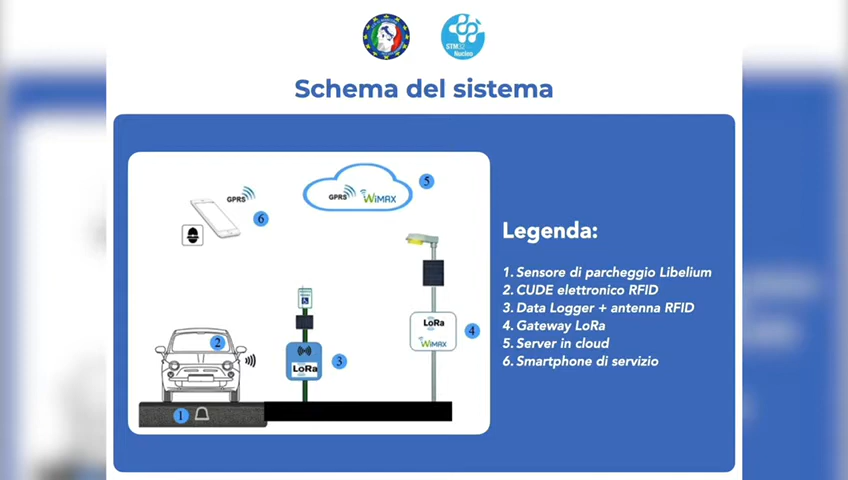 STM32
Nucleo
Schema del sistema
GPRS
6
GPRS
WiMAX
5
LoRa
WiMAX
4
LoRa
3
2
1
Legenda:
1. Sensore di parcheggio Libelium
2. CUDE elettronico RFID
3. Data Logger + antenna RFID
4. Gateway LoRa
5. Server in cloud
6. Smartphone di servizio